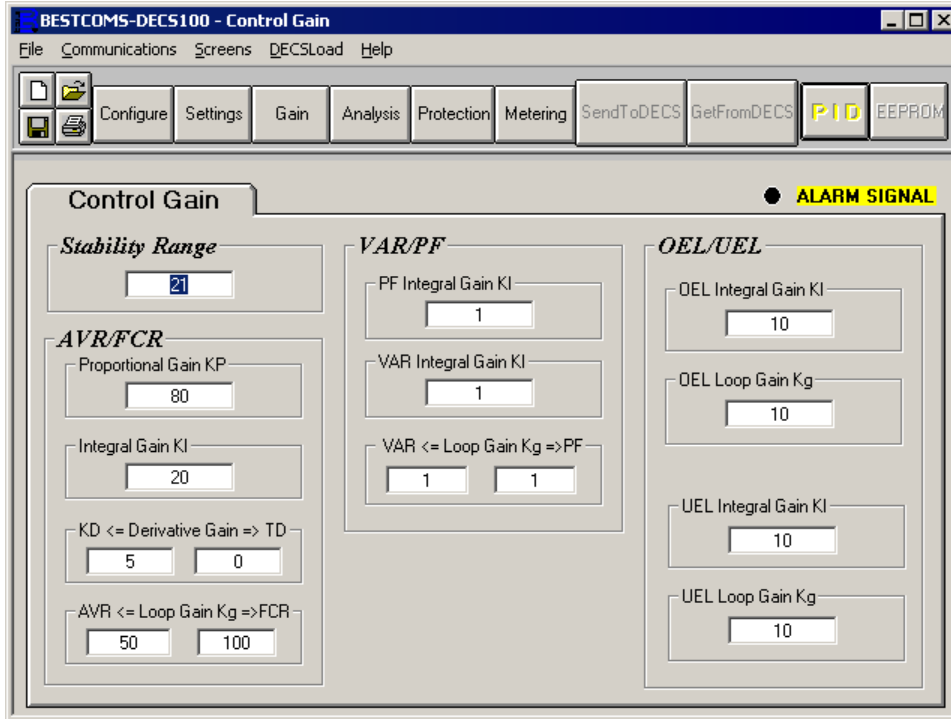 BESTCOMS-DECS100 - Control Gain
File Communications Screens DECSLoad Help
Configure Settings Gain Analysis Protection Metering SendToDECS GetFromDECS PID EEPROM
Control Gain
ALARM SIGNAL
Stability Range
21
AVR/FCR
Proportional Gain KP
80
Integral Gain KI
20
KD <= Derivative Gain => TD
5 0
AVR <= Loop Gain Kg =>FCR
50 100
VAR/PF
PF Integral Gain KI
1
VAR Integral Gain KI
1
VAR <= Loop Gain Kg =>PF
1 1
OEL/UEL
OEL Integral Gain KI
10
OEL Loop Gain Kg
10
UEL Integral Gain KI
10
UEL Loop Gain Kg
10